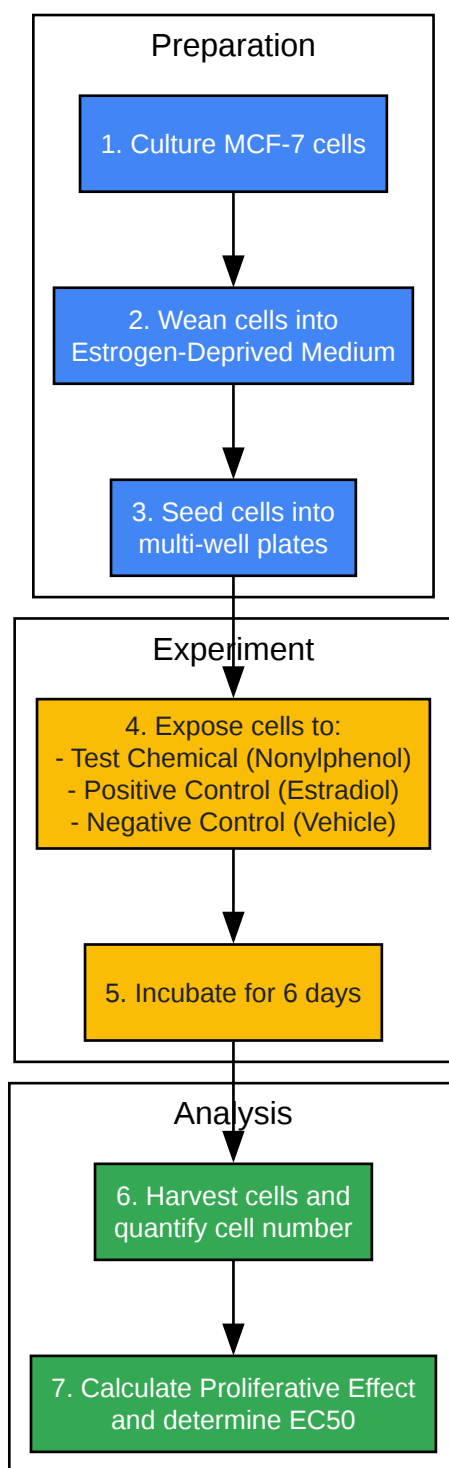 Preparation
1. Culture MCF-7 cells
2. Wean cells into
Estrogen-Deprived Medium
3. Seed cells into
multi-well plates
Experiment
4. Expose cells to:
- Test Chemical (Nonylphenol)
- Positive Control (Estradiol)
- Negative Control (Vehicle)
5. Incubate for 6 days
Analysis
6. Harvest cells and
quantify cell number
7. Calculate Proliferative Effect
and determine EC50